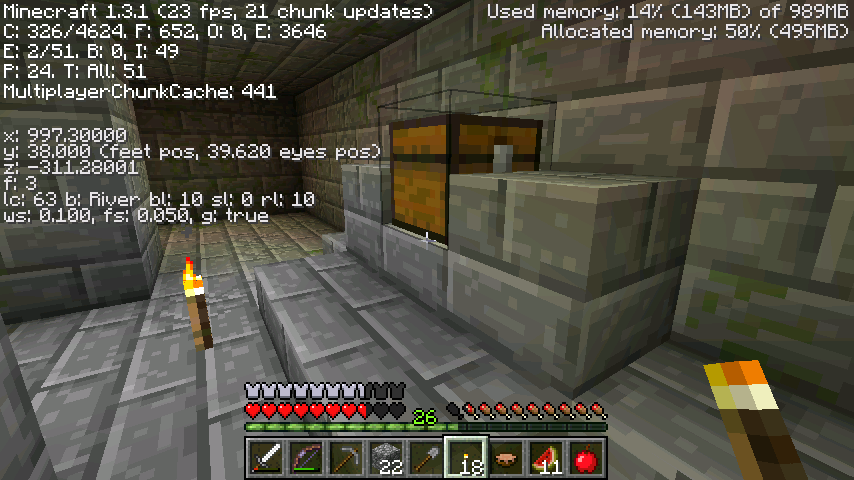 Minecraft 1.3.1 (23 fps, 21 chunk updates)
C: 326/4624. F: 652, O: 0, E: 3646
E: 2/51. B: 0, I: 49
P: 24. T: All: 51
MultiplayerChunkCache: 441
x: 997.30000
y: 38.000 (feet pos, 39.620 eyes pos)
z: -311.28001
f: 3
lc: 63 b: River bl: 10 sl: 0 rl: 10
ws: 0.100, fs: 0.050, g: true
Used memory: 14% (143MB) of 989MB
Allocated memory: 50% (495MB)
26
22 18 11